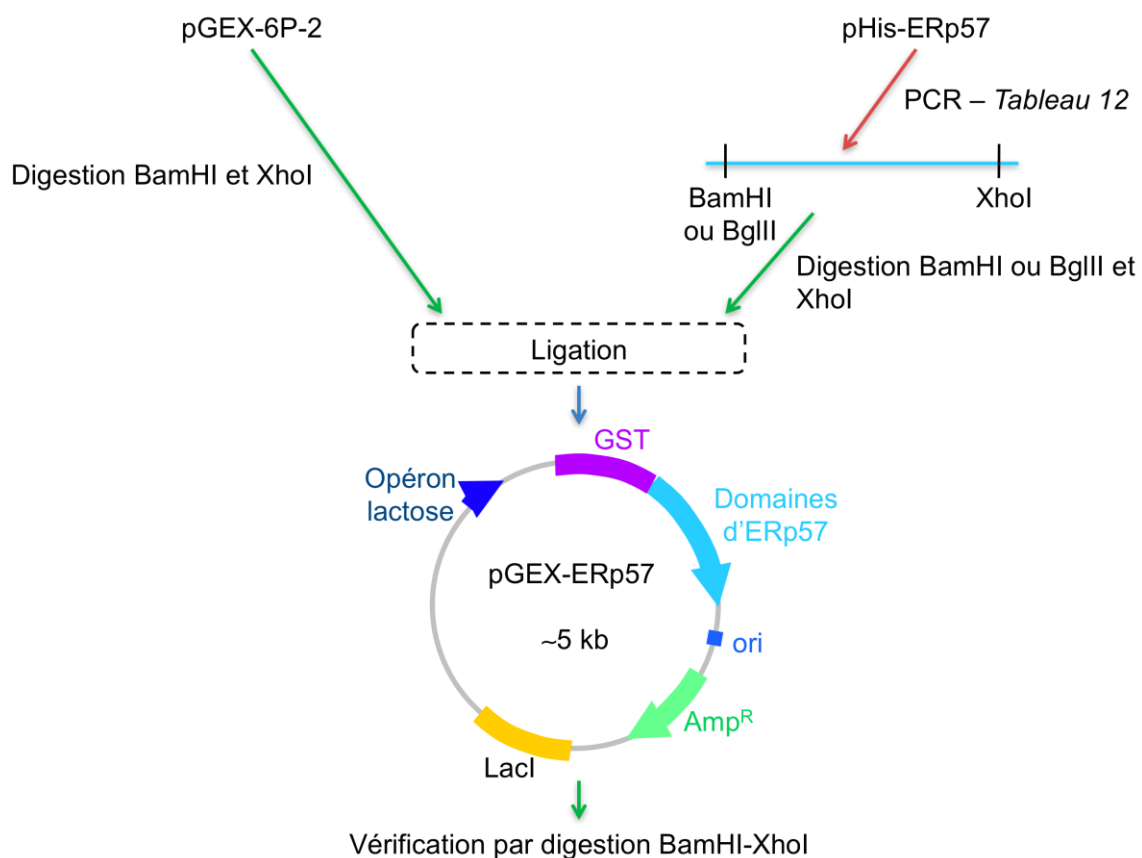 pGEX-6P-2
pHis-ERp57
PCR – Tableau 12
Digestion BamHI et XhoI
BamHI
ou BglII
XhoI
Digestion BamHI ou BglII et
XhoI
Ligation
GST
Opéron
lactose
Domaines
d’ERp57
pGEX-ERp57
~5 kb
ori
Amp^R
LacI
Vérification par digestion BamHI-XhoI